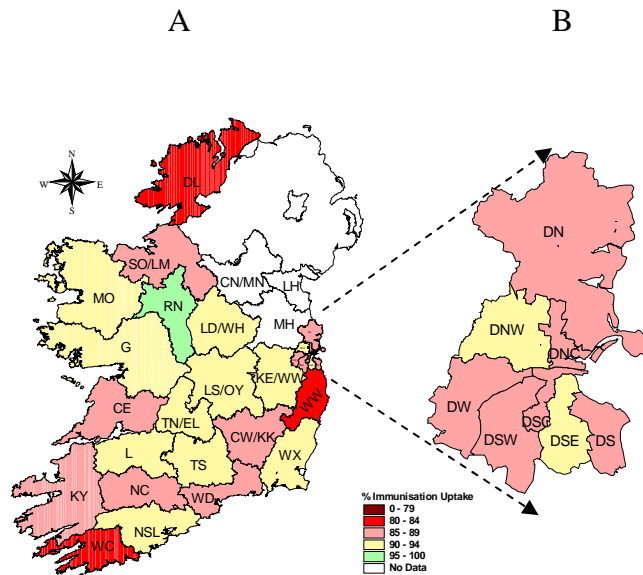 A
B
N
W E
S
DL
SO/LM
CN/MN
LH
MO
RN
MH
LD/WH
G
KE/WW
LS/OY
WW
CE
TN/EL
CW/KK
L
TS
WX
KY
NC
WD
NSL
WC
DN
DNW
DNC
DW
DSC
DSW
DSE
DS
% Immunisation Uptake
0 - 79
80 - 84
85 - 89
90 - 94
95 - 100
No Data